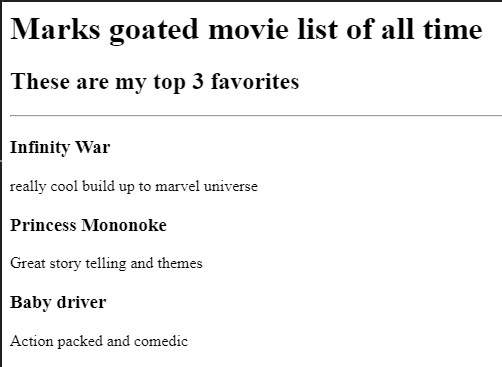 Marks goated movie list of all time
These are my top 3 favorites
Infinity War
really cool build up to marvel universe
Princess Mononoke
Great story telling and themes
Baby driver
Action packed and comedic